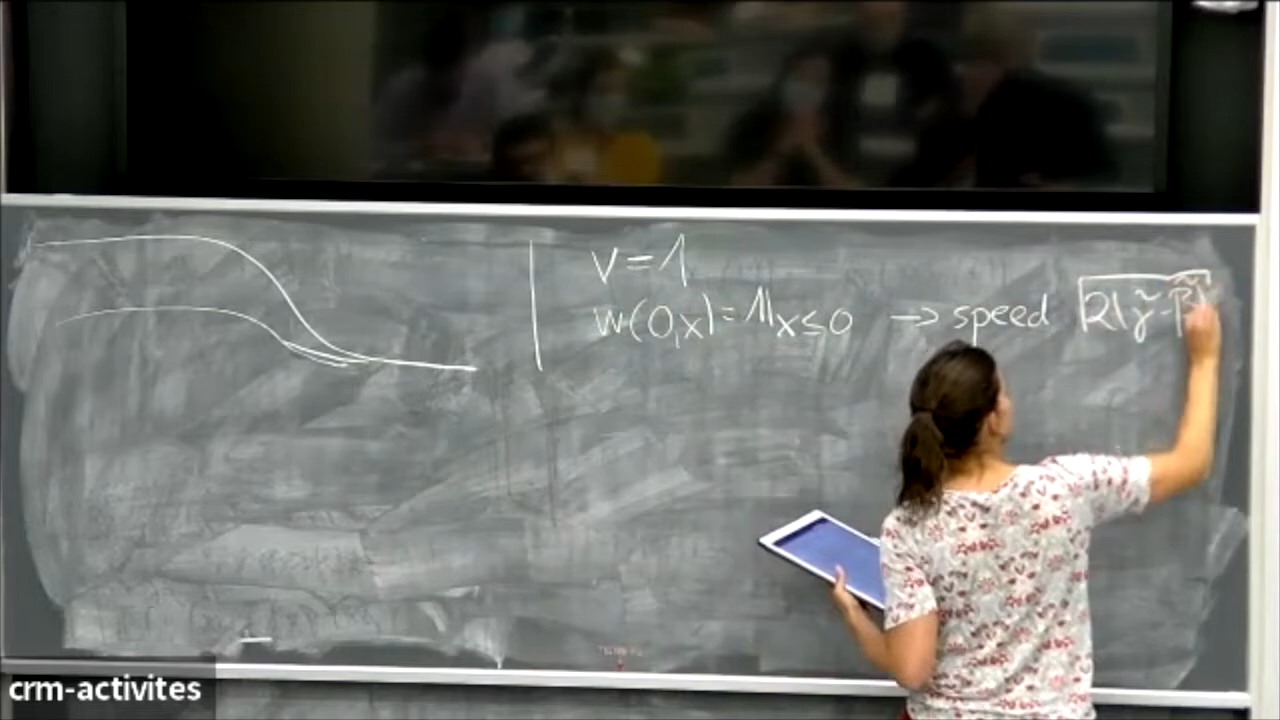 v = 1
w(0,x) = 𝟙x≤0 → speed √2(γ̃-β̃)
crm-activites